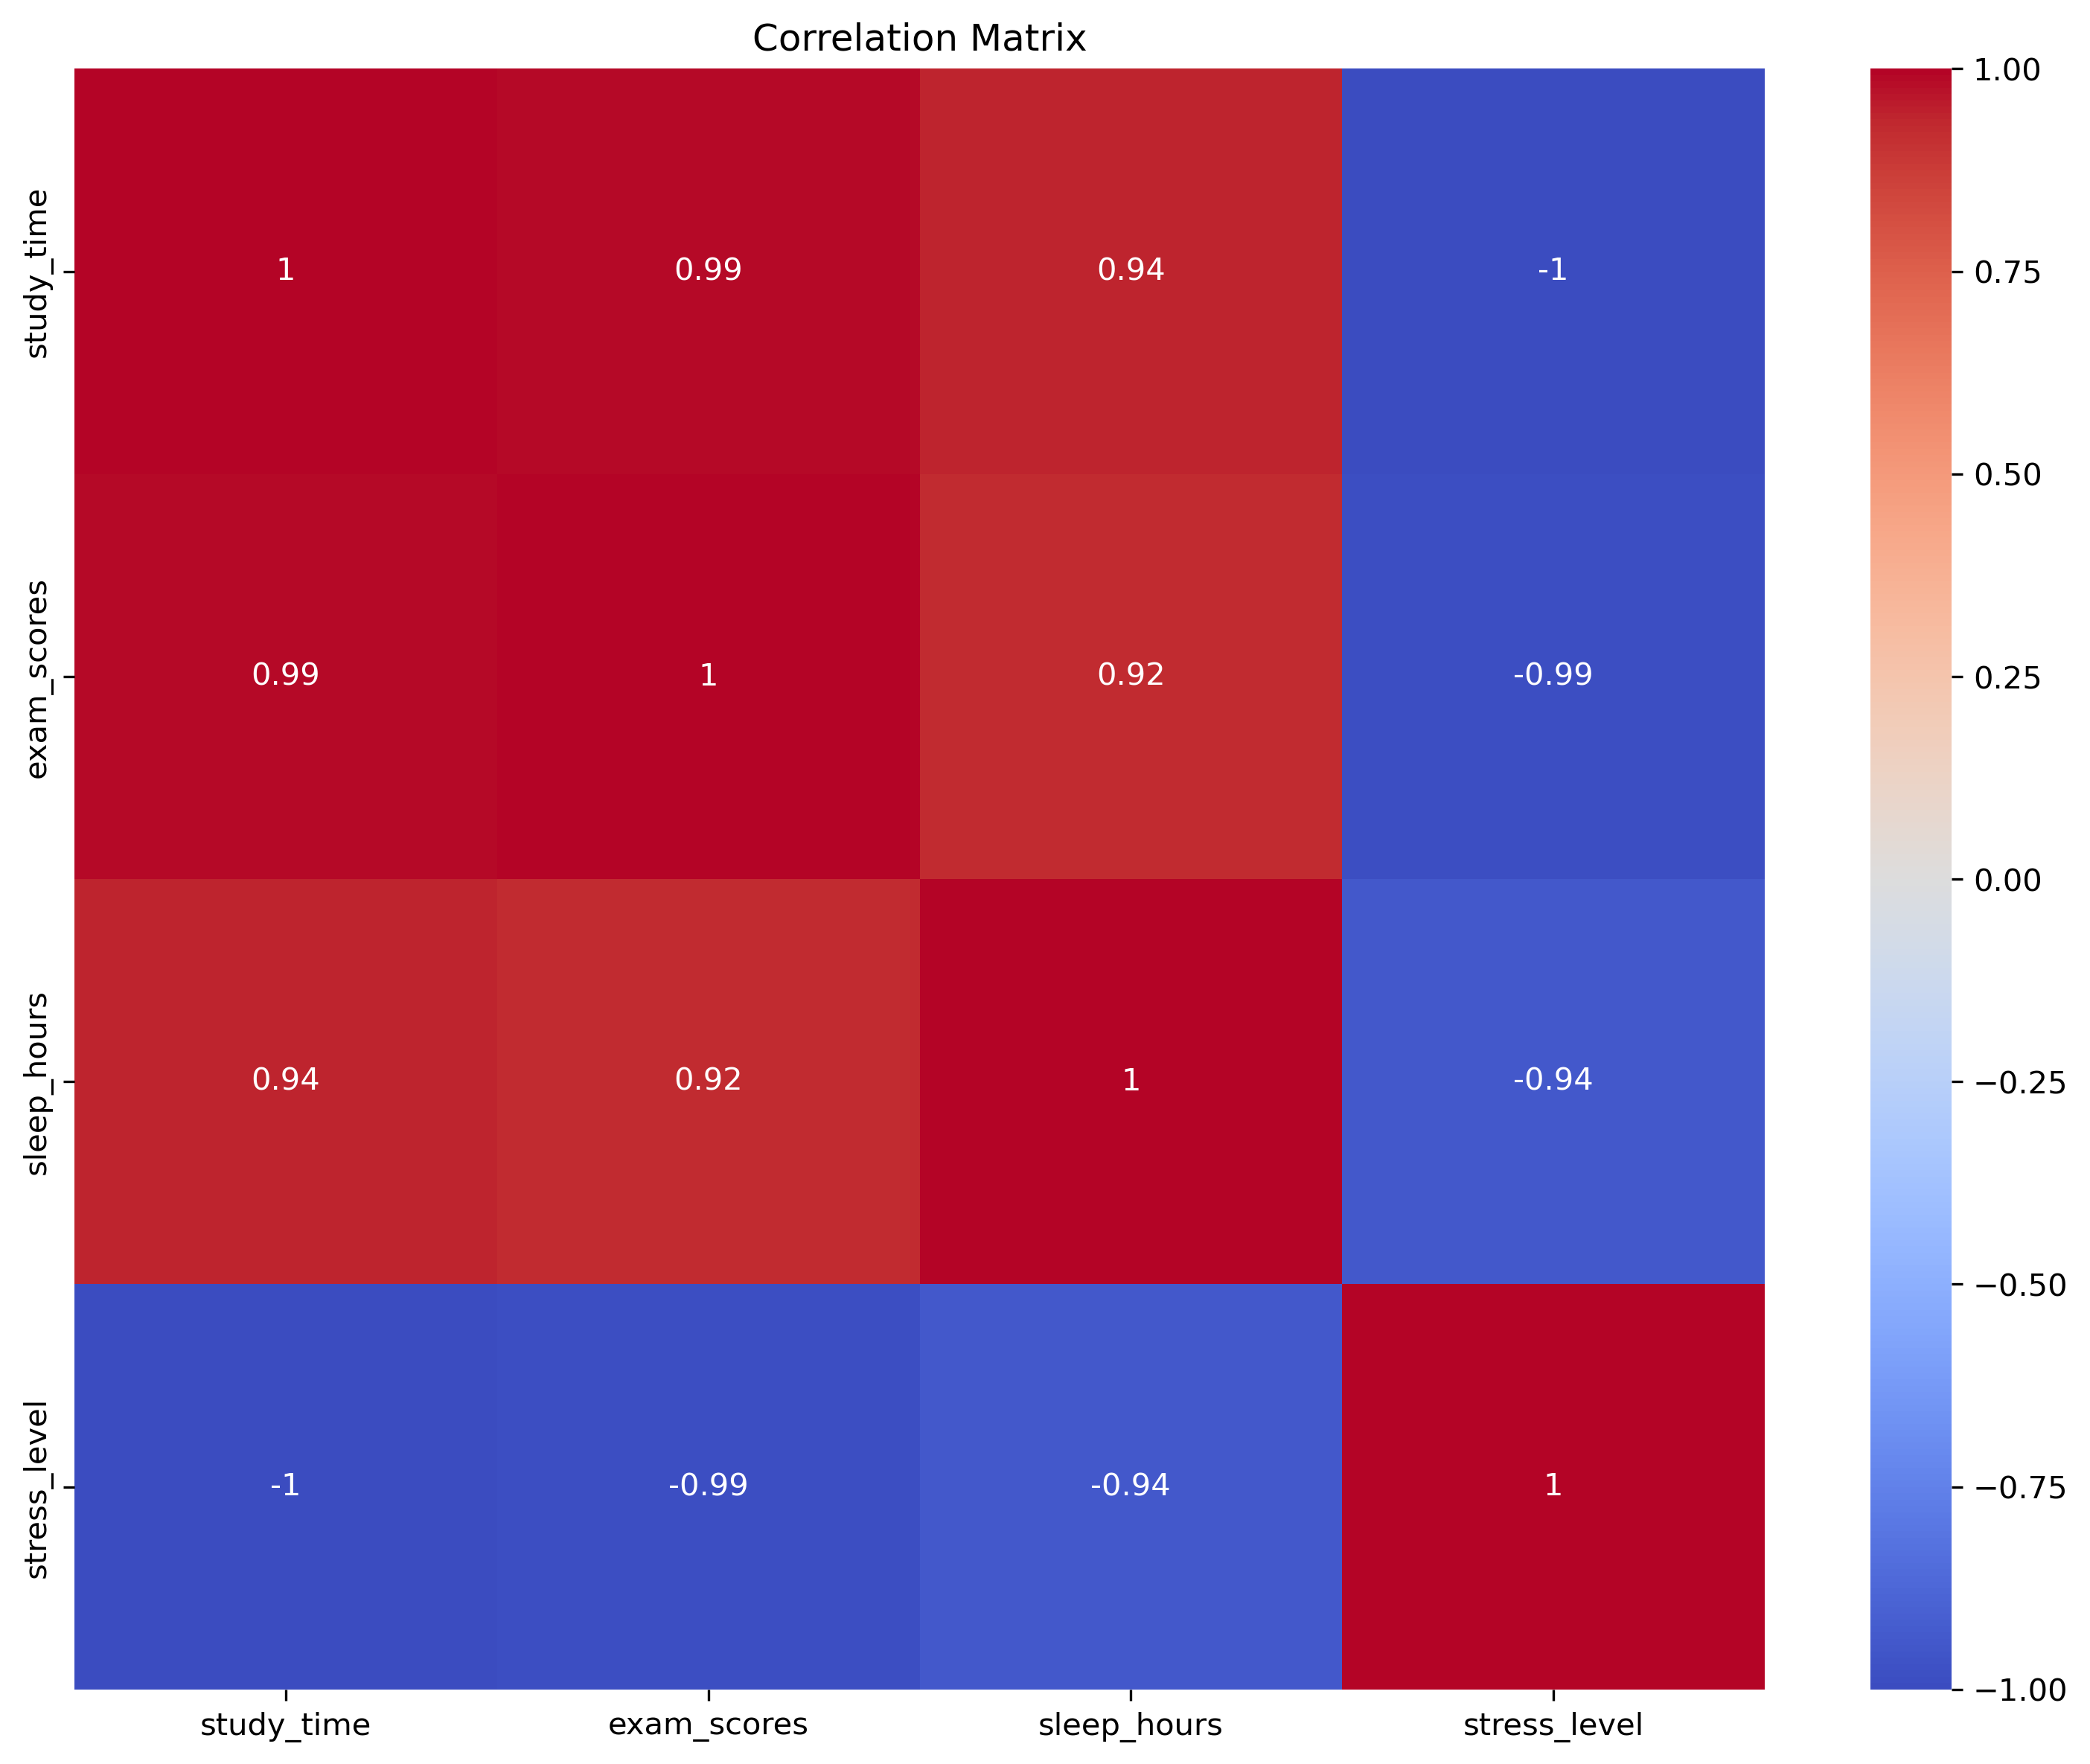 Correlation Matrix
study_time
1
0.99
0.94
-1
exam_scores
0.99
1
0.92
-0.99
sleep_hours
0.94
0.92
1
-0.94
stress_level
-1
-0.99
-0.94
1
study_time
exam_scores
sleep_hours
stress_level
1.00
0.75
0.50
0.25
0.00
−0.25
−0.50
−0.75
−1.00